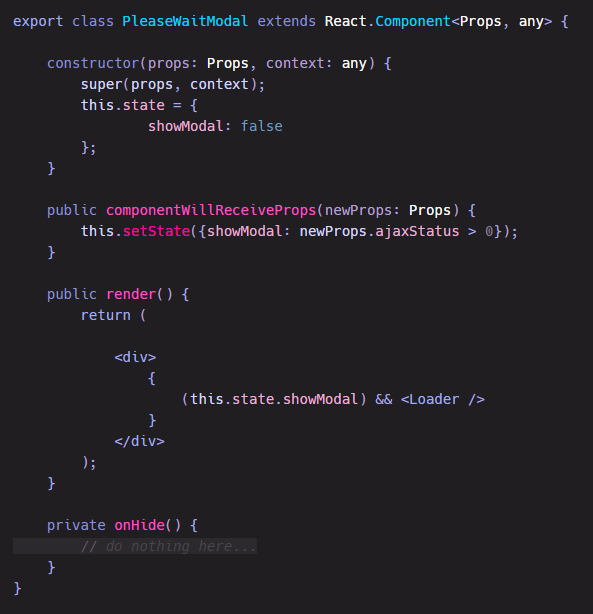 export class PleaseWaitModal extends React.Component<Props, any> {
constructor(props: Props, context: any) {
super(props, context);
this.state = {
showModal: false
};
}
public componentWillReceiveProps(newProps: Props) {
this.setState({showModal: newProps.ajaxStatus > 0});
}
public render() {
return (
<div>
{
(this.state.showModal) && <Loader />
}
</div>
);
}
private onHide() {
// do nothing here...
}
}